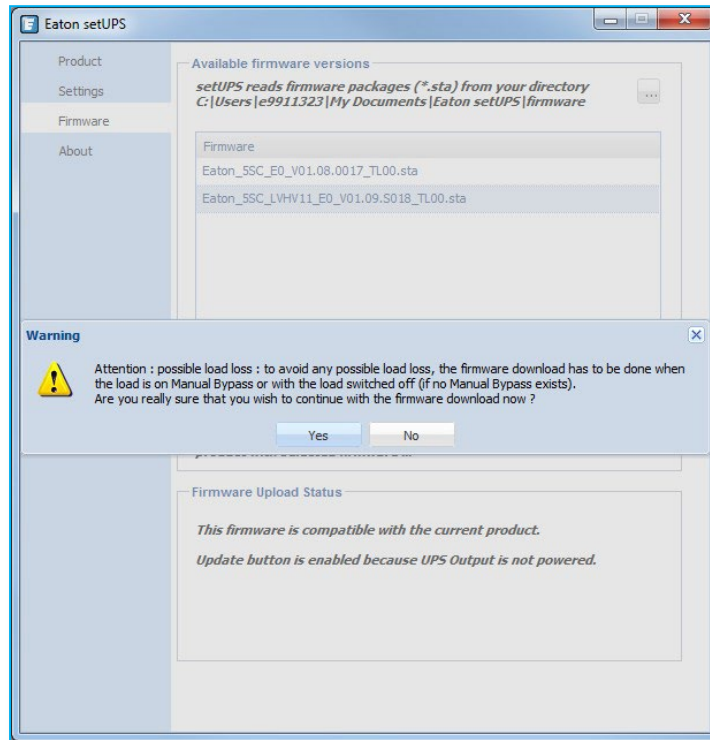 Eaton setUPS
Product
Settings
Firmware
About
Available firmware versions
setUPS reads firmware packages (*.sta) from your directory
C:|Users|e9911323|My Documents|Eaton setUPS|firmware
...
Firmware
Eaton_5SC_E0_V01.08.0017_TL00.sta
Eaton_5SC_LVHV11_E0_V01.09.S018_TL00.sta
Warning
Attention : possible load loss : to avoid any possible load loss, the firmware download has to be done when
the load is on Manual Bypass or with the load switched off (if no Manual Bypass exists).
Are you really sure that you wish to continue with the firmware download now ?
Yes
No
Firmware Upload Status
This firmware is compatible with the current product.
Update button is enabled because UPS Output is not powered.